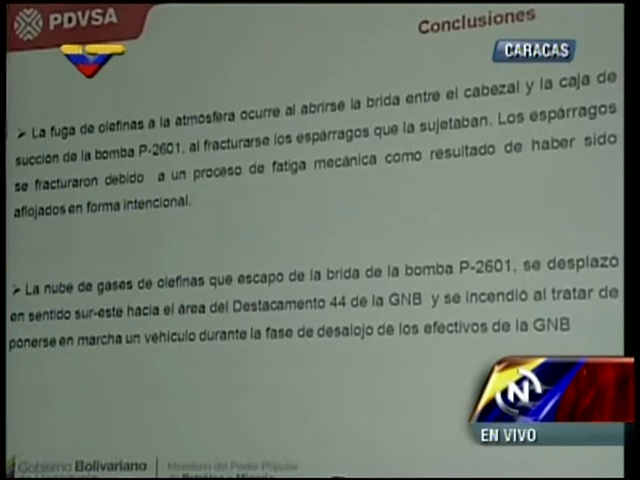 PDVSA
Conclusiones
CARACAS
➤ La fuga de olefinas a la atmosfera ocurre al abrirse la brida entre el cabezal y la caja de
succión de la bomba P-2601, al fracturarse los espárragos que la sujetaban. Los espárragos
se fracturaron debido a un proceso de fatiga mecánica como resultado de haber sido
aflojados en forma intencional.
➤ La nube de gases de olefinas que escapo de la brida de la bomba P-2601, se desplazo
en sentido sur-este hacia el área del Destacamento 44 de la GNB y se incendió al tratar de
ponerse en marcha un vehículo durante la fase de desalojo de los efectivos de la GNB
N
EN VIVO
Gobierno Bolivariano
Ministerio del Poder Popular